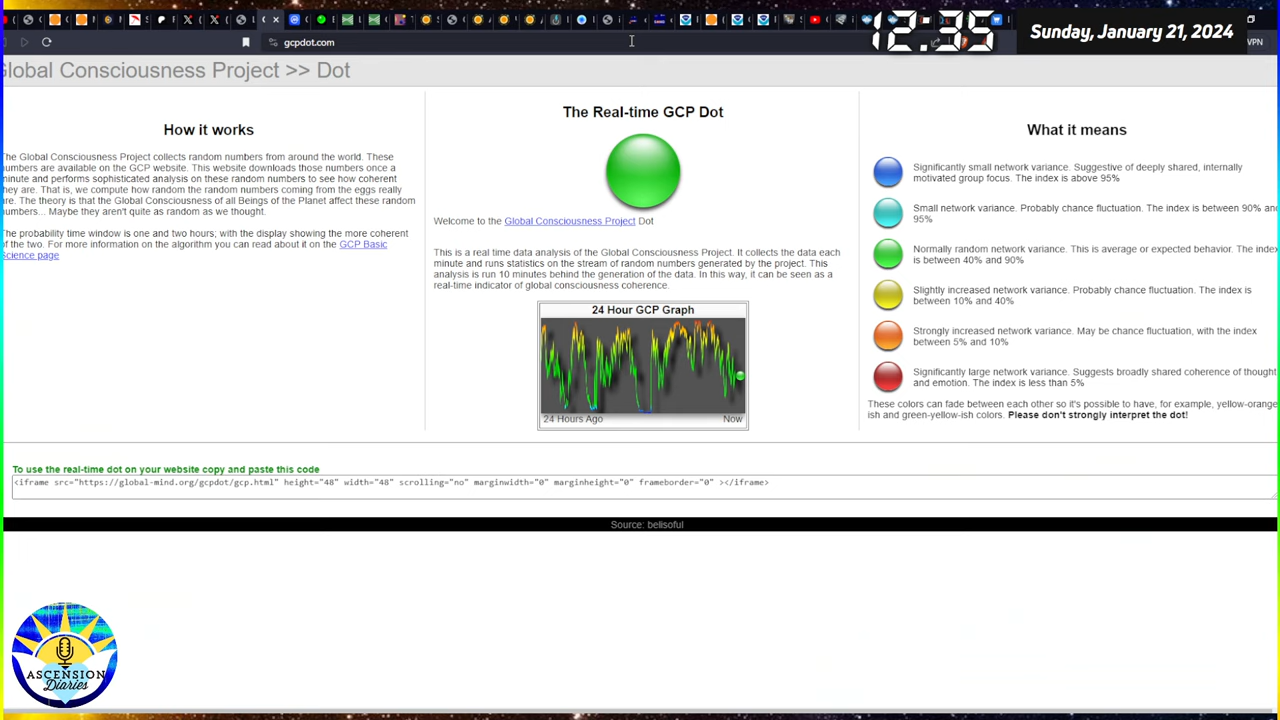 gcpdot.com
12:35
Sunday, January 21, 2024
VPN
lobal Consciousness Project >> Dot
How it works
The Global Consciousness Project collects random numbers from around the world. These
numbers are available on the GCP website. This website downloads those numbers once a
minute and performs sophisticated analysis on these random numbers to see how coherent
they are. That is, we compute how random the random numbers coming from the eggs really
are. The theory is that the Global Consciousness of all Beings of the Planet affect these random
numbers... Maybe they aren't quite as random as we thought.
The probability time window is one and two hours; with the display showing the more coherent
of the two. For more information on the algorithm you can read about it on the GCP Basic
Science page
The Real-time GCP Dot
Welcome to the Global Consciousness Project Dot
This is a real time data analysis of the Global Consciousness Project. It collects the data each
minute and runs statistics on the stream of random numbers generated by the project. This
analysis is run 10 minutes behind the generation of the data. In this way, it can be seen as a
real-time indicator of global consciousness coherence.
24 Hour GCP Graph
24 Hours Ago
Now
What it means
Significantly small network variance. Suggestive of deeply shared, internally
motivated group focus. The index is above 95%
Small network variance. Probably chance fluctuation. The index is between 90% and
95%
Normally random network variance. This is average or expected behavior. The index
is between 40% and 90%
Slightly increased network variance. Probably chance fluctuation. The index is
between 10% and 40%
Strongly increased network variance. May be chance fluctuation, with the index
between 5% and 10%
Significantly large network variance. Suggests broadly shared coherence of thought
and emotion. The index is less than 5%
These colors can fade between each other so it's possible to have, for example, yellow-orange-
ish and green-yellow-ish colors. Please don't strongly interpret the dot!
To use the real-time dot on your website copy and paste this code
<iframe src="https://global-mind.org/gcpdot/gcp.html" height="48" width="48" scrolling="no" marginwidth="0" marginheight="0" frameborder="0" ></iframe>
Source: belisoful
ASCENSION
Diaries